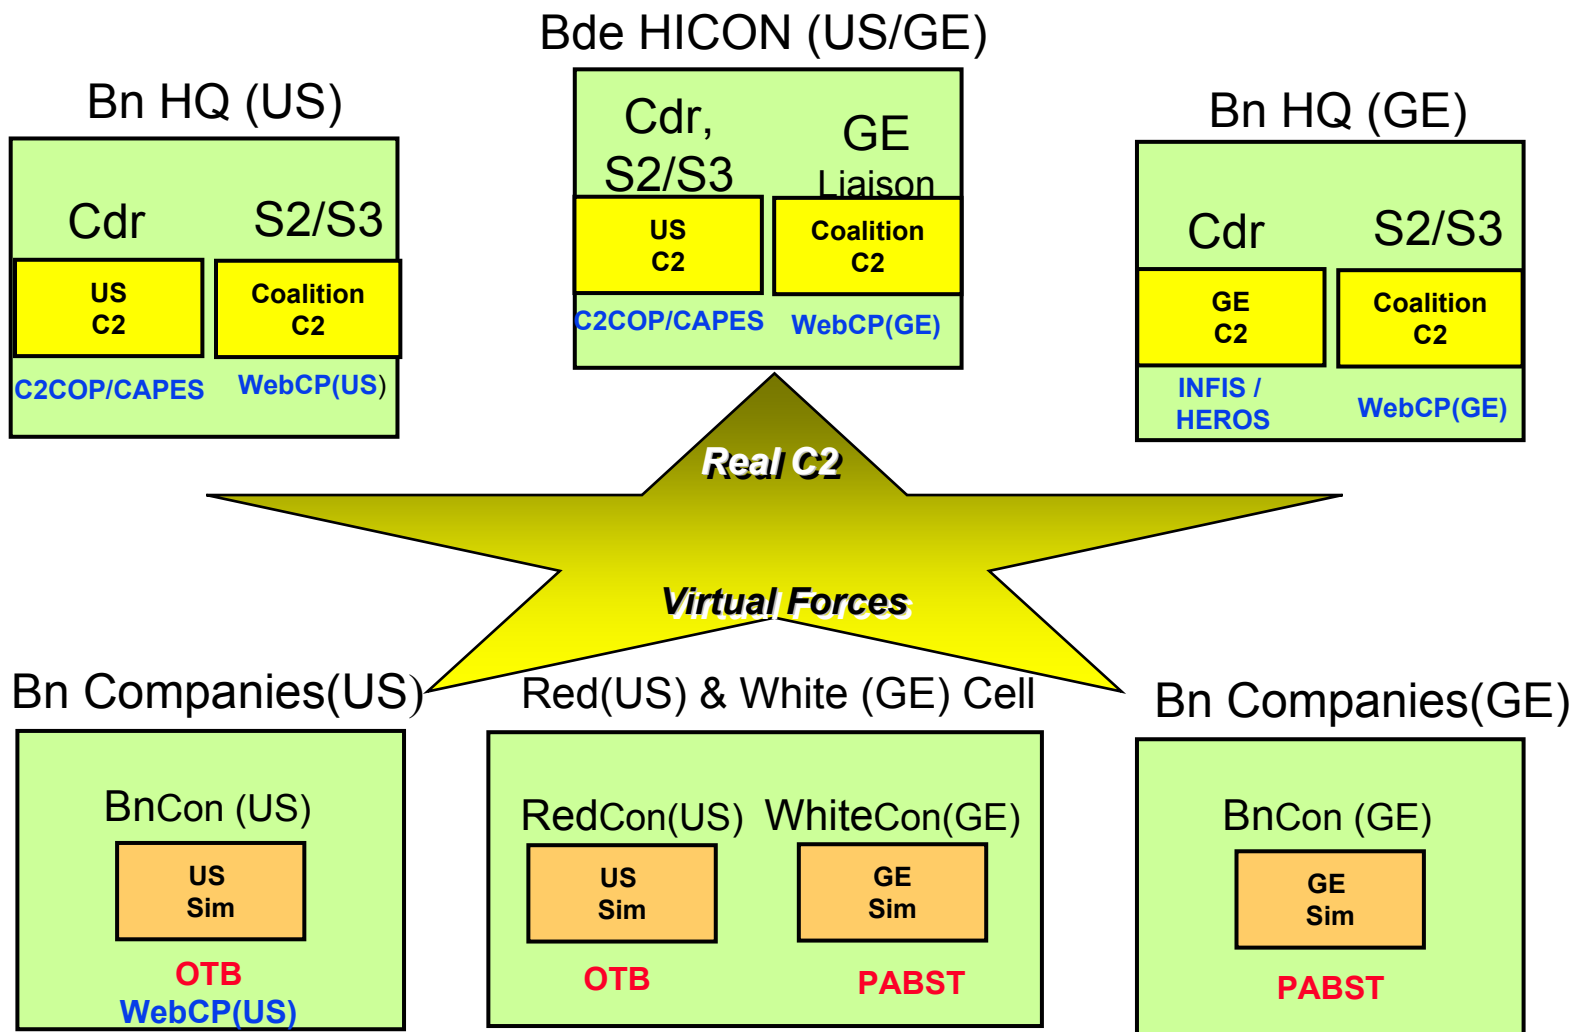 Bde HICON (US/GE)
Cdr,
S2/S3
GE
Liaison
US
C2
Coalition
C2
C2COP/CAPES
WebCP(GE)
Bn HQ (US)
Cdr
S2/S3
US
C2
Coalition
C2
C2COP/CAPES
WebCP(US)
Bn HQ (GE)
Cdr
S2/S3
GE
C2
Coalition
C2
INFIS /
HEROS
WebCP(GE)
Real C2
Virtual Forces
Bn Companies(US)
BnCon (US)
US
Sim
OTB
WebCP(US)
Red(US) & White (GE) Cell
RedCon(US)
WhiteCon(GE)
US
Sim
GE
Sim
OTB
PABST
Bn Companies(GE)
BnCon (GE)
GE
Sim
PABST